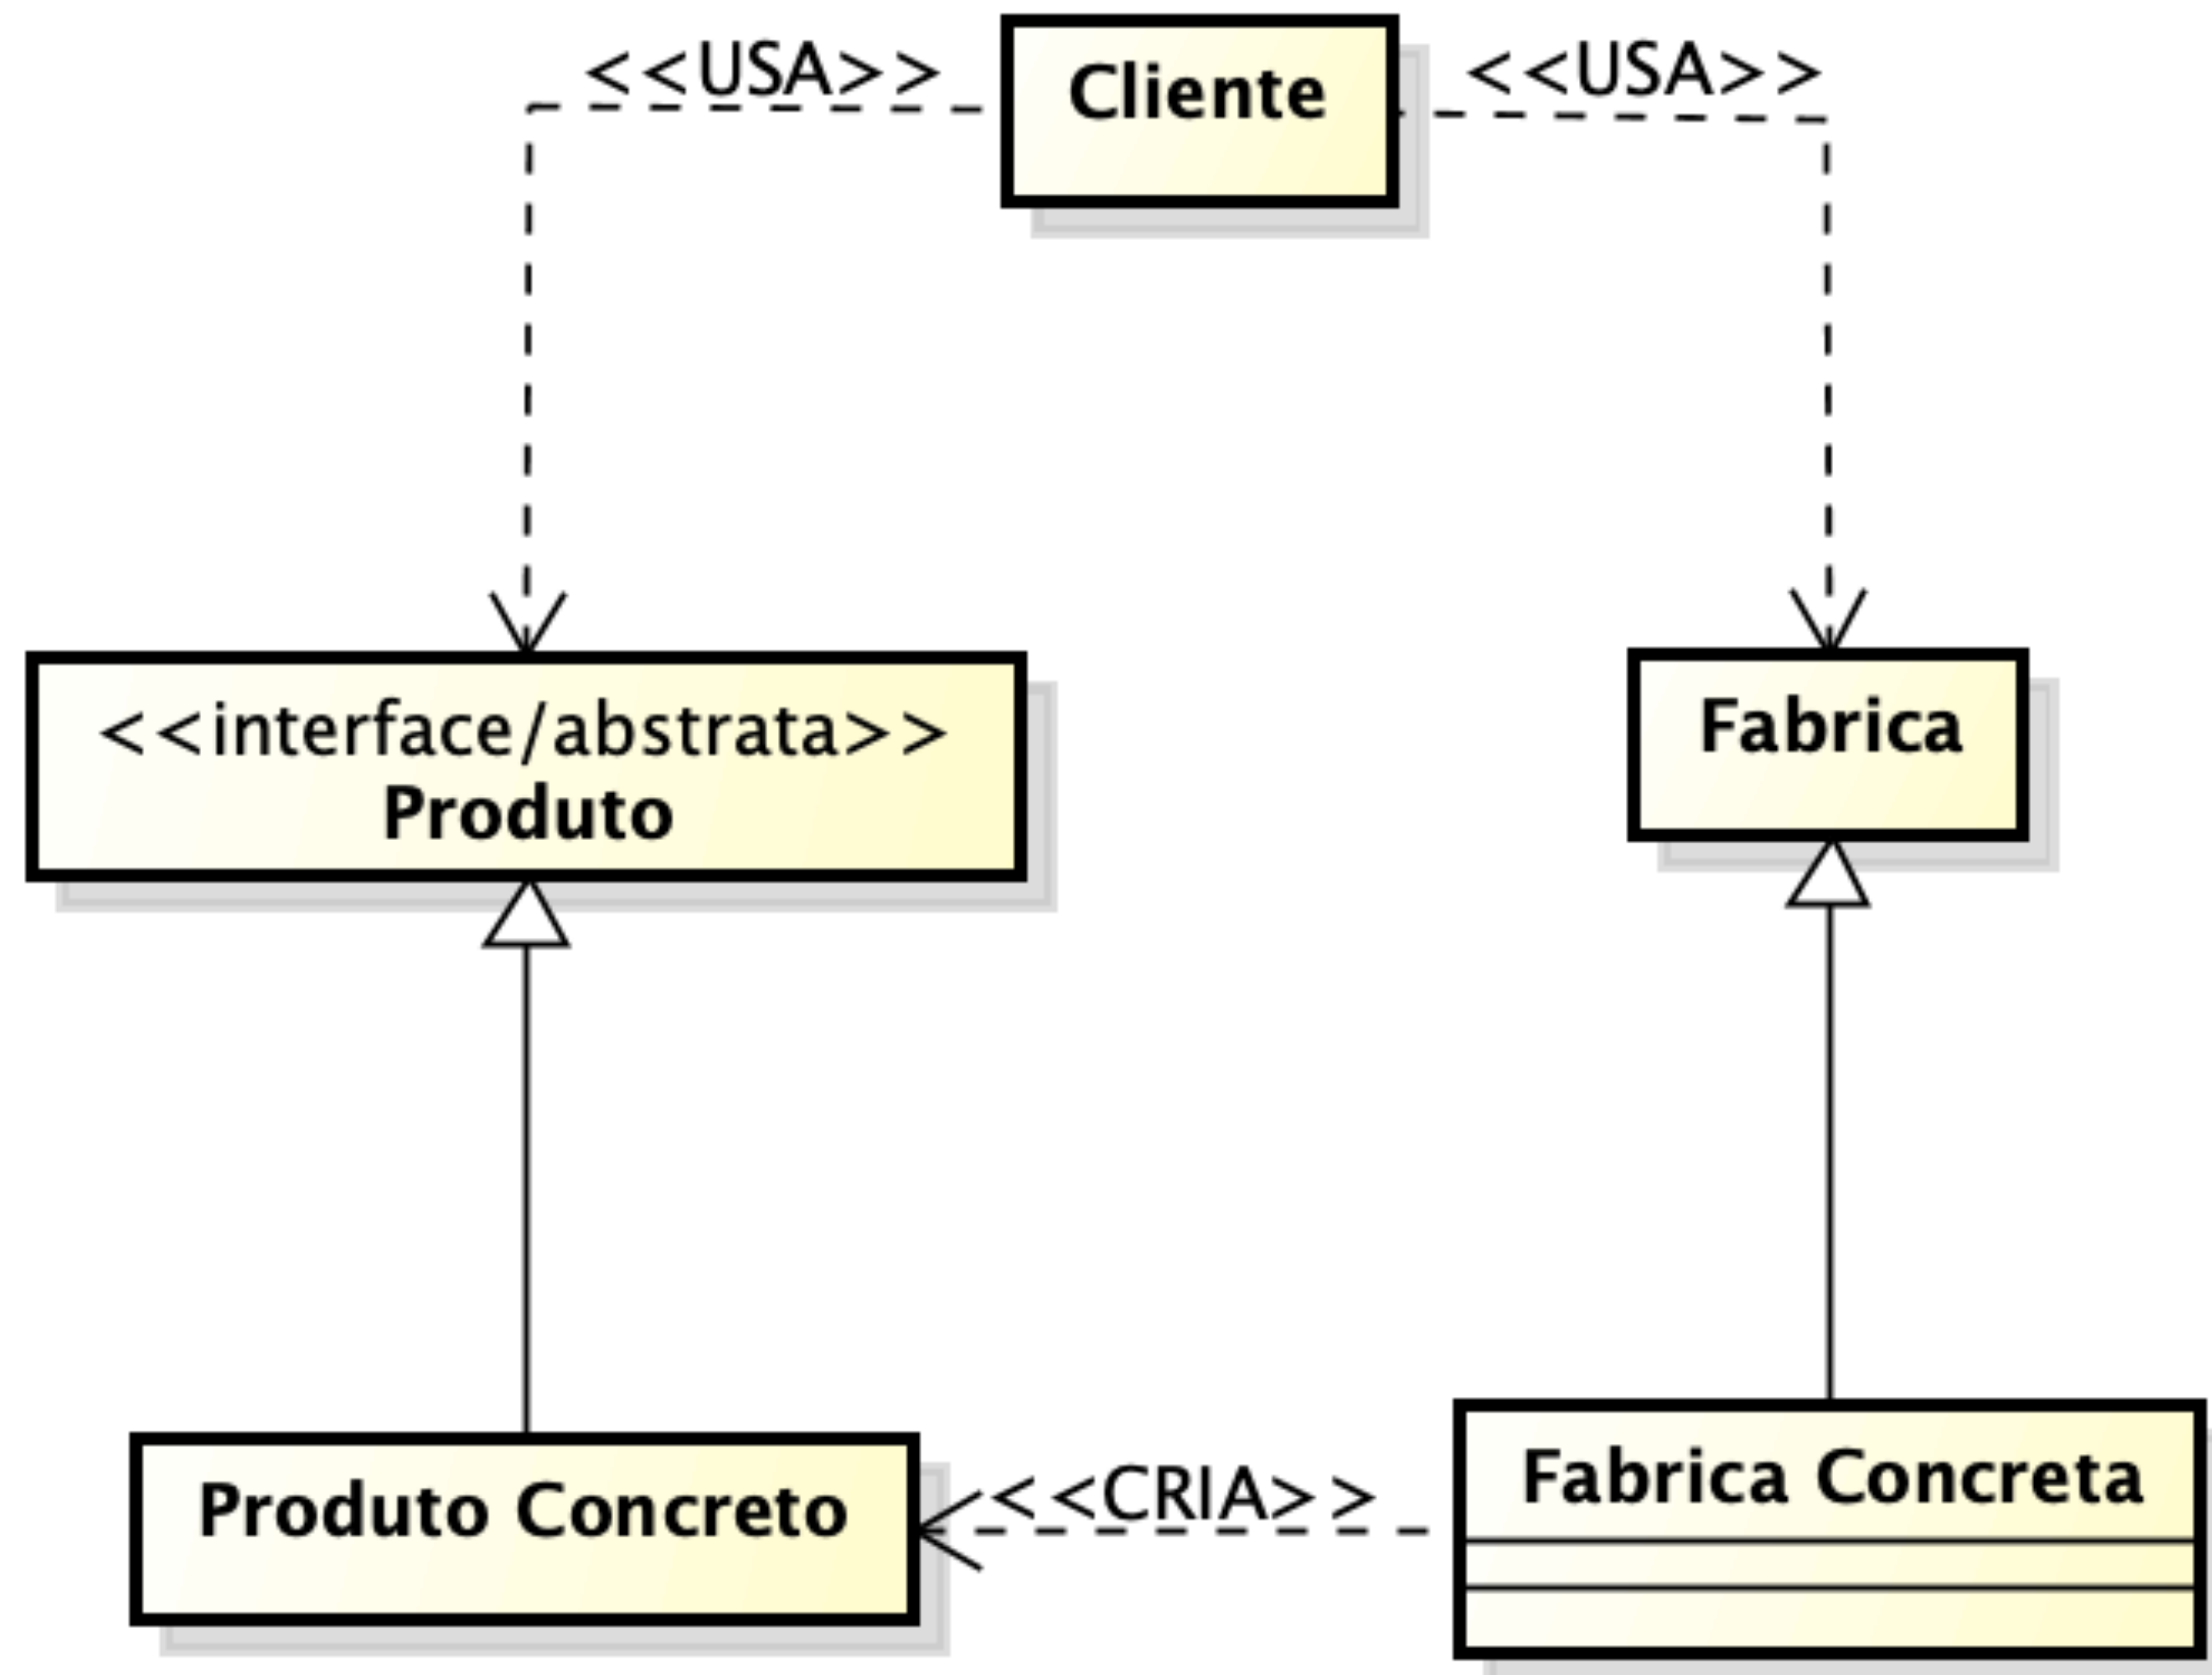 <<USA>>
Cliente
<<USA>>
<<interface/abstrata>>
Produto
Fabrica
Produto Concreto
<<CRIA>>
Fabrica Concreta